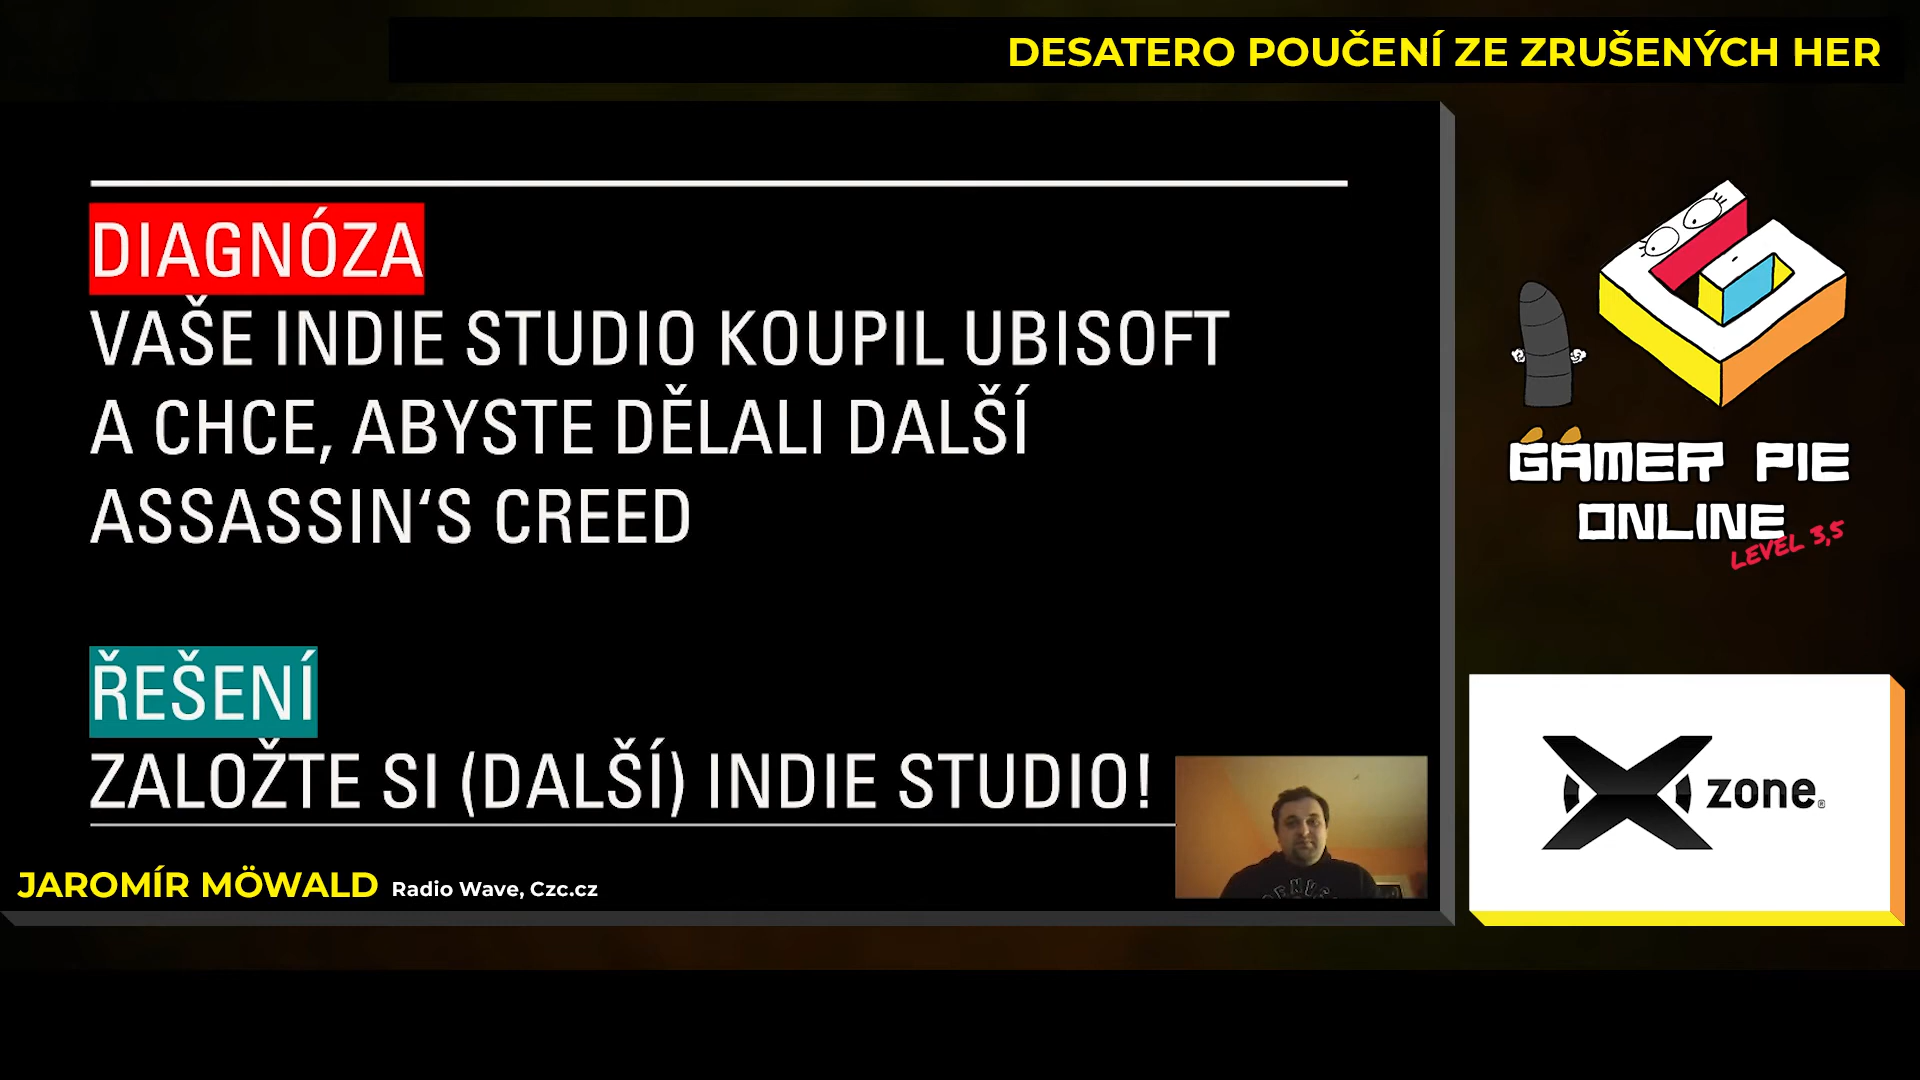 DESATERO POUČENÍ ZE ZRUŠENÝCH HER
DIAGNÓZA
VAŠE INDIE STUDIO KOUPIL UBISOFT
A CHCE, ABYSTE DĚLALI DALŠÍ
ASSASSIN‘S CREED
ŘEŠENÍ
ZALOŽTE SI (DALŠÍ) INDIE STUDIO!
JAROMÍR MÖWALD Radio Wave, Czc.cz
GAMER PIE
ONLINE
LEVEL 3,5
X zone®